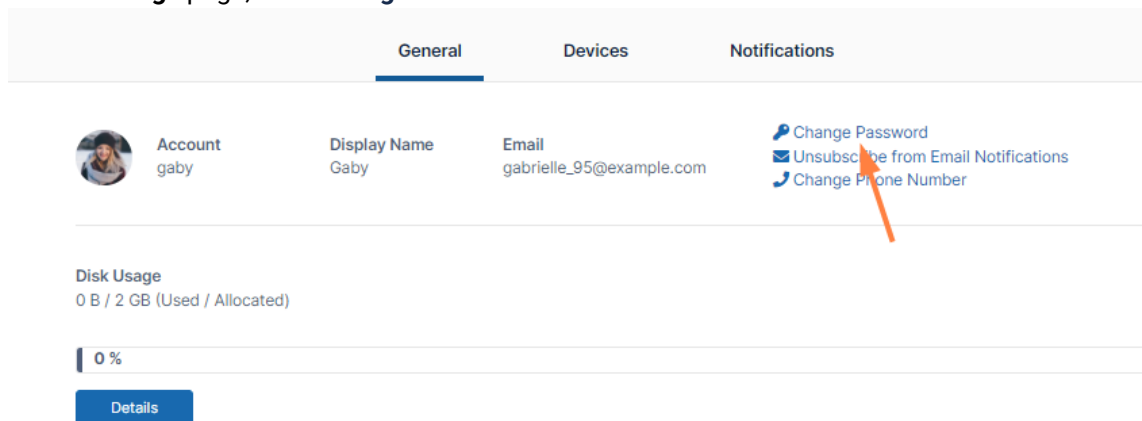 General Devices Notifications
Account Display Name Email
gaby Gaby gabrielle_95@example.com
Change Password
Unsubscribe from Email Notifications
Change Phone Number
Disk Usage
0 B / 2 GB (Used / Allocated)
0 %
Details